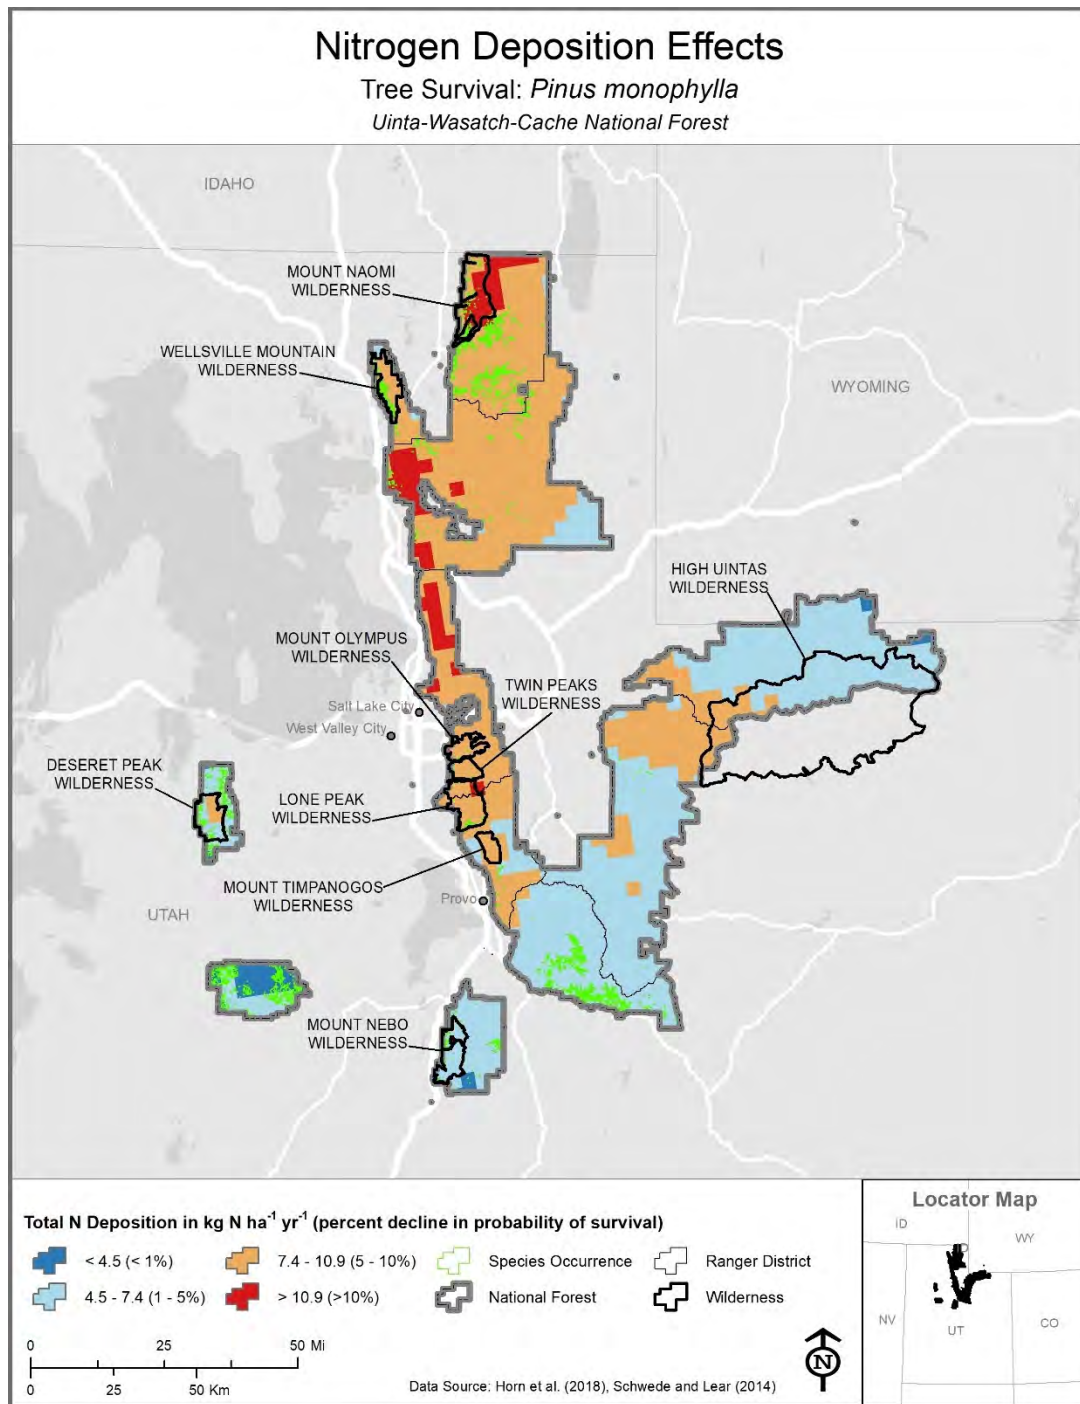 Nitrogen Deposition Effects
Tree Survival: Pinus monophylla
Uinta-Wasatch-Cache National Forest
IDAHO
MOUNT NAOMI
WILDERNESS
WELLSVILLE MOUNTAIN
WILDERNESS
WYOMING
HIGH UINTAS
WILDERNESS
MOUNT OLYMPUS
WILDERNESS
TWIN PEAKS
WILDERNESS
Salt Lake City
West Valley City
DESERET PEAK
WILDERNESS
LONE PEAK
WILDERNESS
MOUNT TIMPANOGOS
WILDERNESS
Provo
UTAH
MOUNT NEBO
WILDERNESS
Total N Deposition in kg N ha⁻¹ yr⁻¹ (percent decline in probability of survival)
< 4.5 (< 1%)
7.4 - 10.9 (5 - 10%)
Species Occurrence
Ranger District
4.5 - 7.4 (1 - 5%)
> 10.9 (>10%)
National Forest
Wilderness
0 25 50 Mi
0 25 50 Km
N
Data Source: Horn et al. (2018), Schwede and Lear (2014)
Locator Map
ID
WY
NV
UT
CO